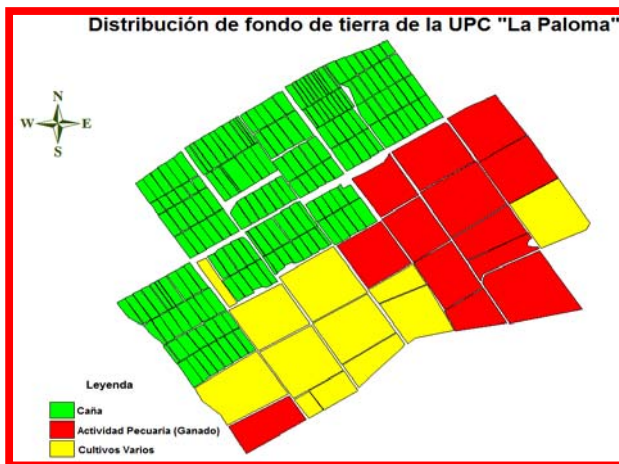 Distribución de fondo de tierra de la UPC "La Paloma"
N
W E
S
Leyenda
Caña
Actividad Pecuaria (Ganado)
Cultivos Varios